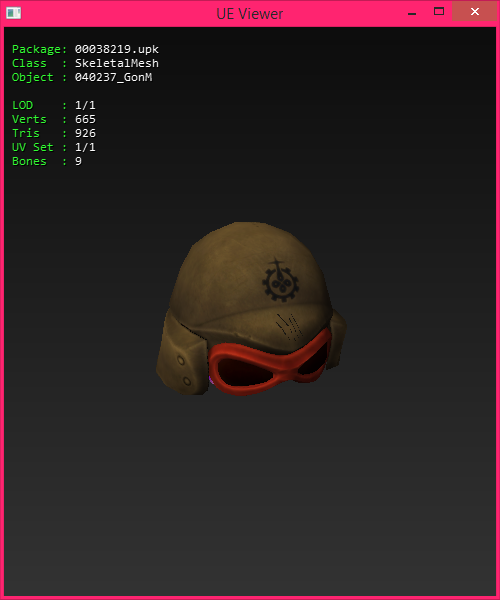 UE Viewer
Package: 00038219.upk
Class  : SkeletalMesh
Object : 040237_GonM
LOD    : 1/1
Verts  : 665
Tris   : 926
UV Set : 1/1
Bones  : 9